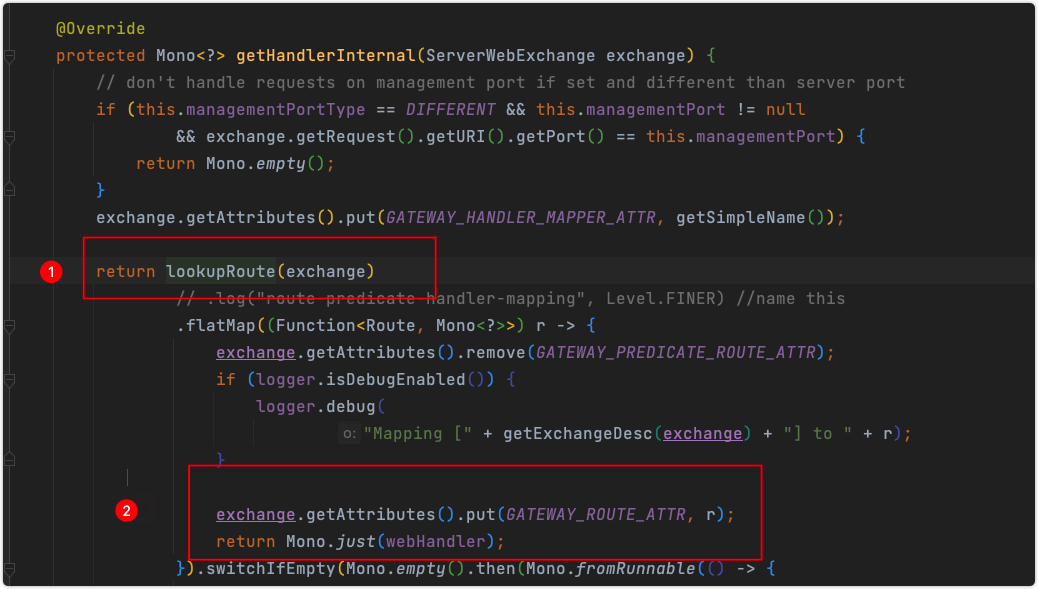 @Override
protected Mono<?> getHandlerInternal(ServerWebExchange exchange) {
// don't handle requests on management port if set and different than server port
if (this.managementPortType == DIFFERENT && this.managementPort != null
&& exchange.getRequest().getURI().getPort() == this.managementPort) {
return Mono.empty();
}
exchange.getAttributes().put(GATEWAY_HANDLER_MAPPER_ATTR, getSimpleName());
1 return lookupRoute(exchange)
// .log("route-predicate-handler-mapping", Level.FINER) //name this
.flatMap((Function<Route, Mono<?>>) r -> {
exchange.getAttributes().remove(GATEWAY_PREDICATE_ROUTE_ATTR);
if (logger.isDebugEnabled()) {
logger.debug(
o: "Mapping [" + getExchangeDesc(exchange) + "] to " + r);
}
2 exchange.getAttributes().put(GATEWAY_ROUTE_ATTR, r);
return Mono.just(webHandler);
}).switchIfEmpty(Mono.empty().then(Mono.fromRunnable(() -> {